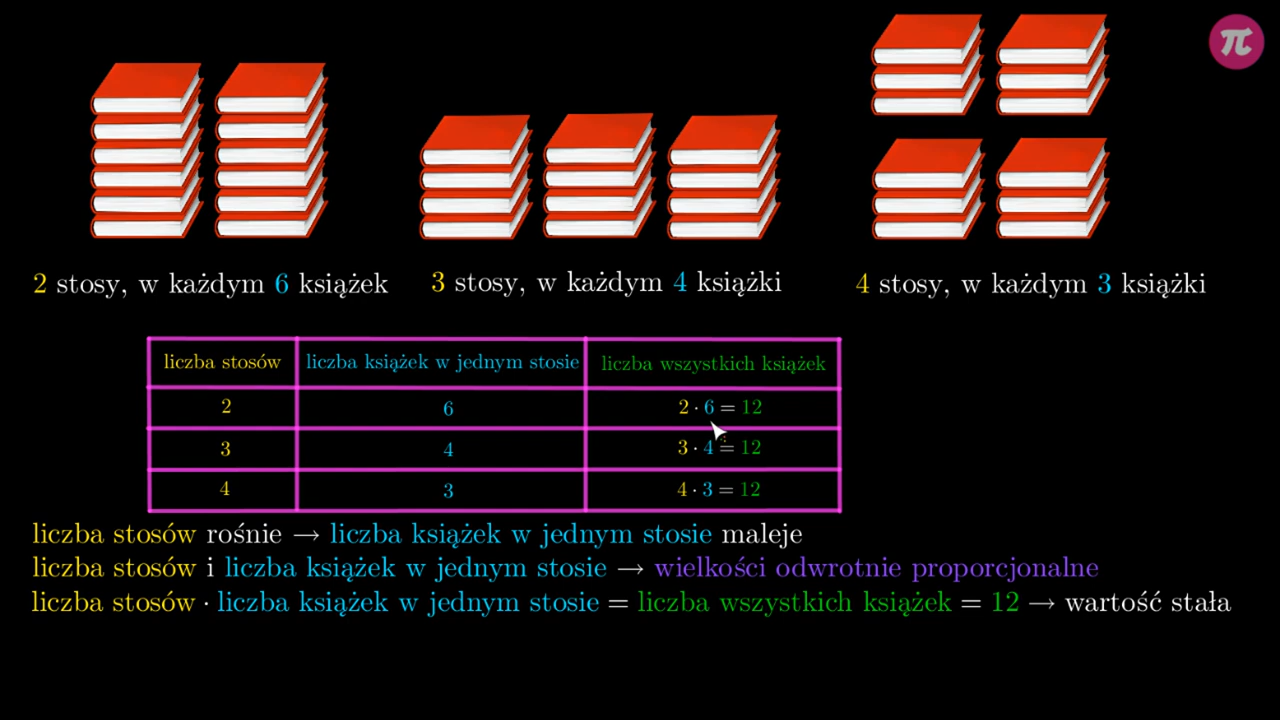 π
2 stosy, w każdym 6 książek
3 stosy, w każdym 4 książki
4 stosy, w każdym 3 książki
liczba stosów
liczba książek w jednym stosie
liczba wszystkich książek
2
6
2 · 6 = 12
3
4
3 · 4 = 12
4
3
4 · 3 = 12
liczba stosów rośnie → liczba książek w jednym stosie maleje
liczba stosów i liczba książek w jednym stosie → wielkości odwrotnie proporcjonalne
liczba stosów · liczba książek w jednym stosie = liczba wszystkich książek = 12 → wartość stała